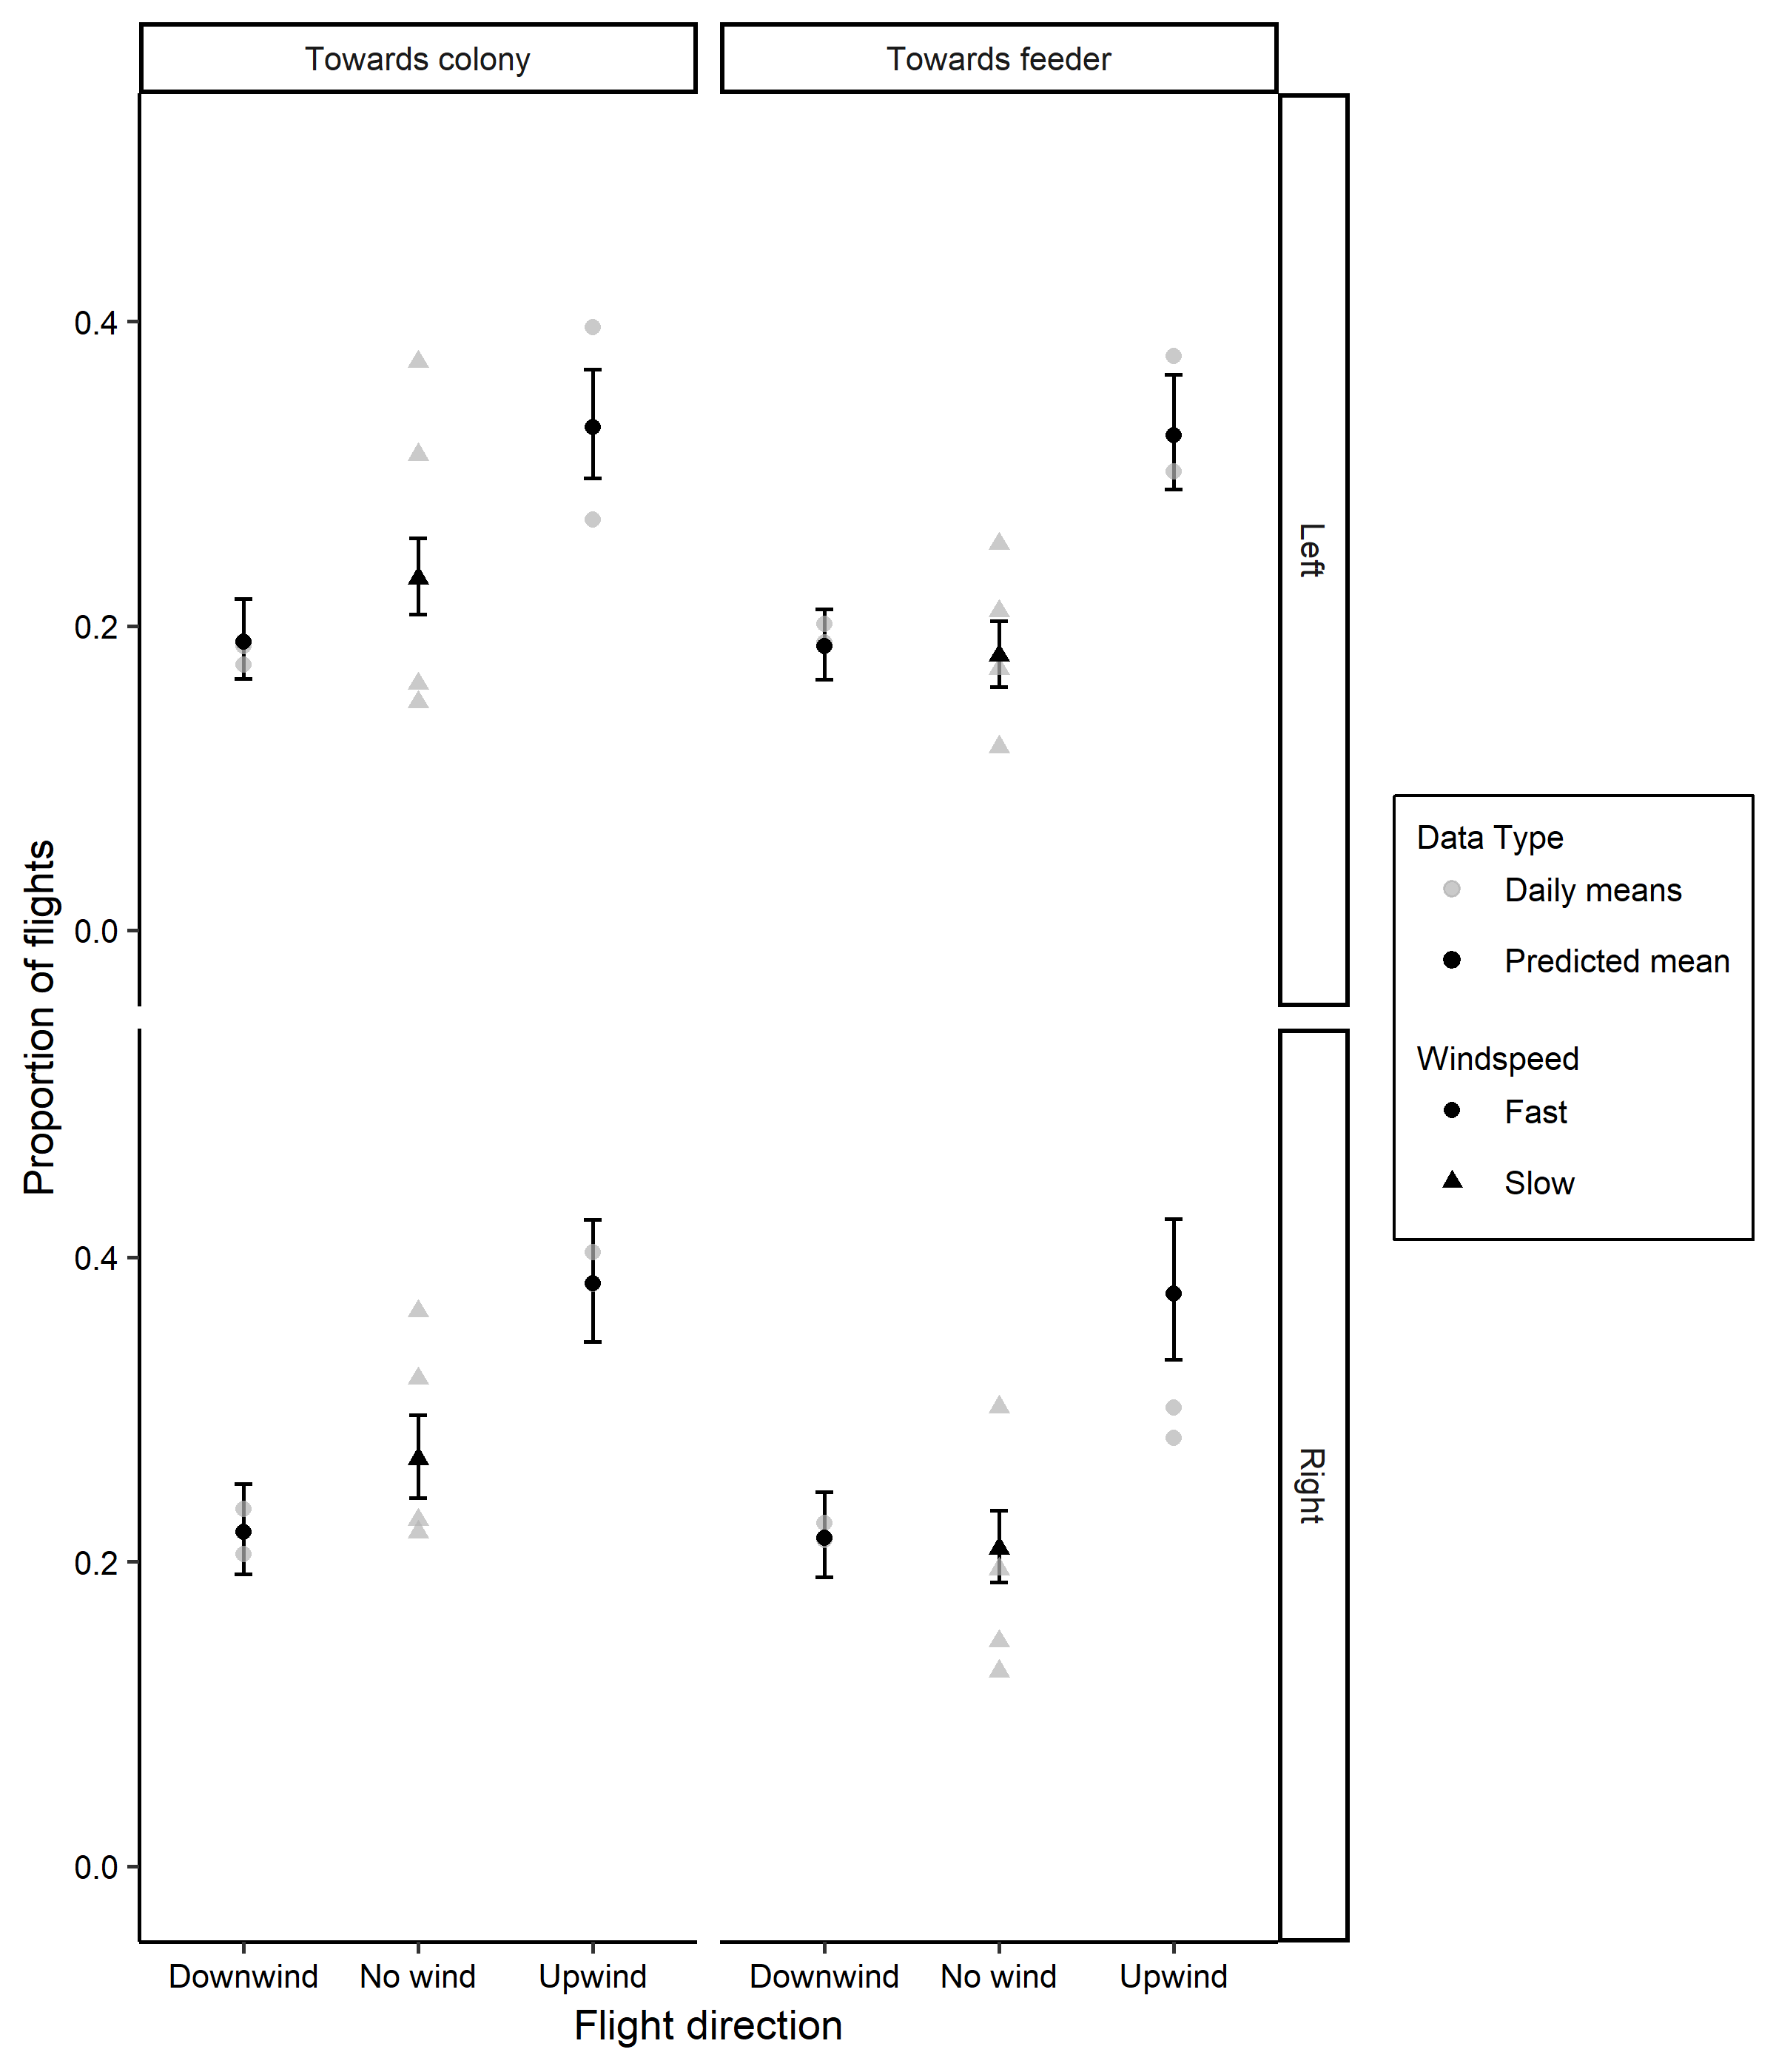 Towards colony
Towards feeder
Left
Right
Proportion of flights
0.4
0.2
0.0
0.4
0.2
0.0
Downwind No wind Upwind
Downwind No wind Upwind
Flight direction
Data Type
Daily means
Predicted mean
Windspeed
Fast
Slow